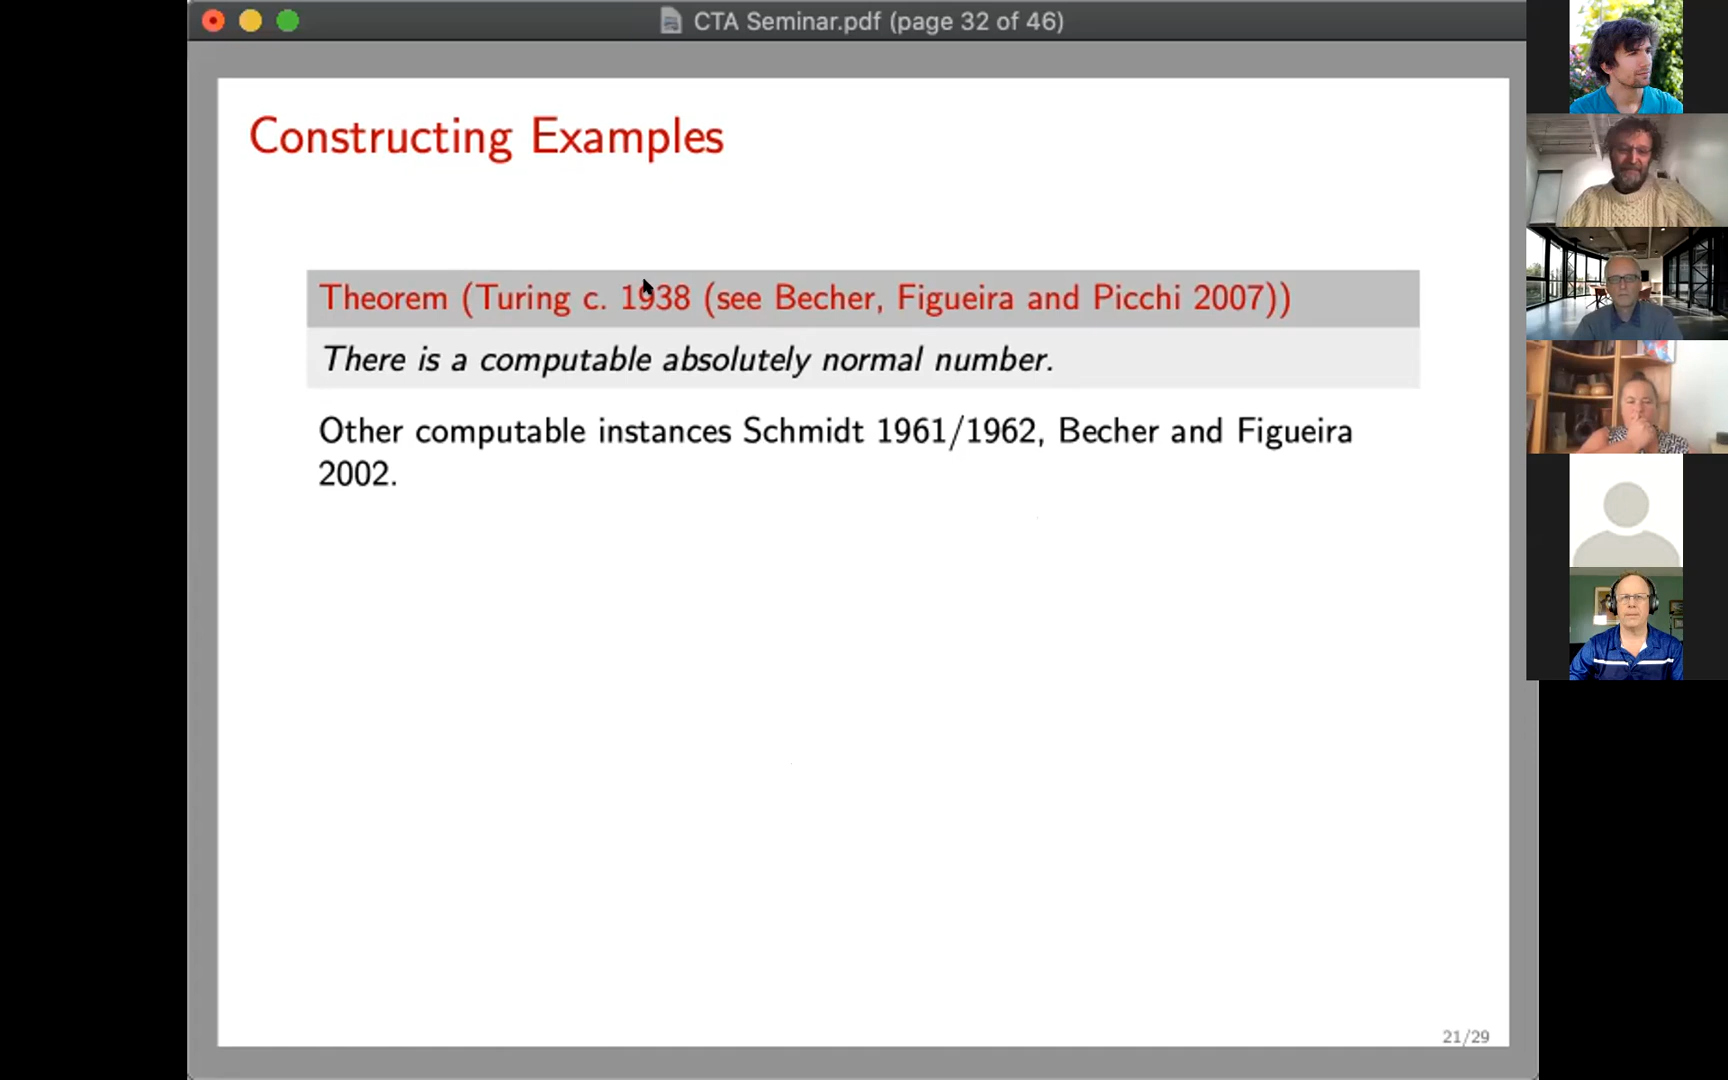 CTA Seminar.pdf (page 32 of 46)
Constructing Examples
Theorem (Turing c. 1938 (see Becher, Figueira and Picchi 2007))
There is a computable absolutely normal number.
Other computable instances Schmidt 1961/1962, Becher and Figueira
2002.
21/29